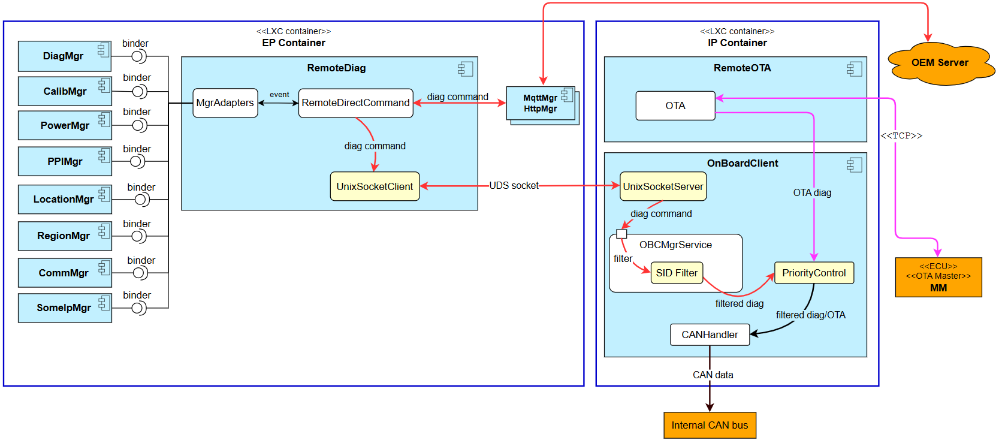 <<LXC container>>
EP Container
DiagMgr
binder
CalibMgr
binder
PowerMgr
binder
PPIMgr
binder
LocationMgr
binder
RegionMgr
binder
CommMgr
binder
SomeIpMgr
binder
RemoteDiag
MgrAdapters
event
RemoteDirectCommand
diag command
diag command
UnixSocketClient
MqttMgr
HttpMgr
UDS socket
<<LXC container>>
IP Container
RemoteOTA
OTA
OnBoardClient
UnixSocketServer
diag command
OBCMgrService
filter
SID Filter
filtered diag
OTA diag
PriorityControl
filtered diag/OTA
CANHandler
CAN data
Internal CAN bus
OEM Server
<<TCP>>
<<ECU>>
<<OTA Master>>
MM